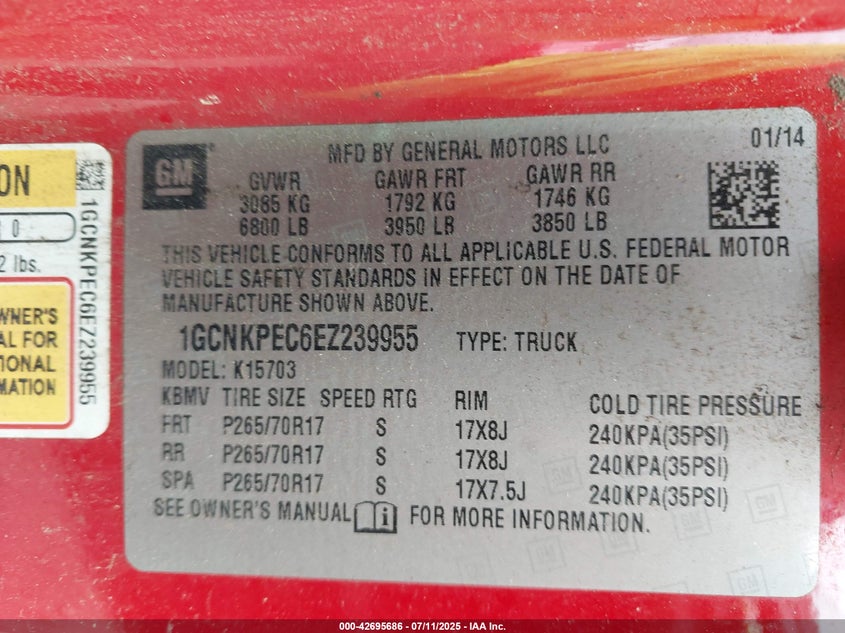 ON
1 0
2 lbs.
WNER'S
AL FOR
TIONAL
RMATION
1GCNKPEC6EZ239955
GM
MFD BY GENERAL MOTORS LLC
01/14
GVWR GAWR FRT GAWR RR
3085 KG 1792 KG 1746 KG
6800 LB 3950 LB 3850 LB
THIS VEHICLE CONFORMS TO ALL APPLICABLE U.S. FEDERAL MOTOR
VEHICLE SAFETY STANDARDS IN EFFECT ON THE DATE OF
MANUFACTURE SHOWN ABOVE.
1GCNKPEC6EZ239955 TYPE: TRUCK
MODEL: K15703
KBMV TIRE SIZE SPEED RTG RIM COLD TIRE PRESSURE
FRT P265/70R17 S 17X8J 240KPA(35PSI)
RR P265/70R17 S 17X8J 240KPA(35PSI)
SPA P265/70R17 S 17X7.5J 240KPA(35PSI)
SEE OWNER'S MANUAL i FOR MORE INFORMATION.
000-42695686 - 07/11/2025 - IAA Inc.